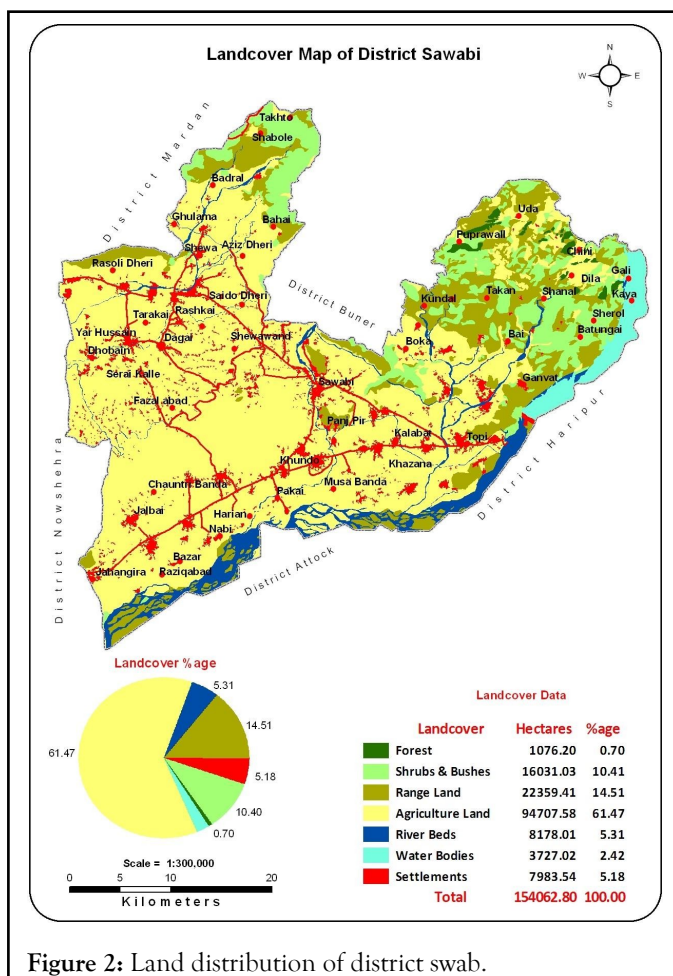 Landcover Map of District Sawabi
N
W E
S
District Mardan
Takhto
Shabole
Badral
Ghulama
Bahai
Shewa
Aziz Dheri
Rasoli Dheri
Saido Dheri
Rashkai
Tarakai
Yar Hussain
Dagai
Shewawand
Dhobain
Serai Kalle
Fazal abad
District Buner
Uda
Puprawali
Chini
Gali
Dila
Kaya
Kundal
Takan
Shanal
Sherol
Batungai
Bai
Boka
Ganvat
Sawabi
Panj Pir
Kalabat
Topi
Khundo
Khazana
Musa Banda
Pakai
Chauntri Banda
Jalbai
Harian
Nabi
Bazar
Jahangira
Raziqabad
District Nowshehra
District Attock
District Haripur
Landcover %age
5.31
14.51
61.47
5.18
10.40
0.70
Scale = 1:300,000
0 5 10 20
Kilometers
Landcover Data
Landcover Hectares %age
Forest 1076.20 0.70
Shrubs & Bushes 16031.03 10.41
Range Land 22359.41 14.51
Agriculture Land 94707.58 61.47
River Beds 8178.01 5.31
Water Bodies 3727.02 2.42
Settlements 7983.54 5.18
Total 154062.80 100.00
Figure 2: Land distribution of district swab.